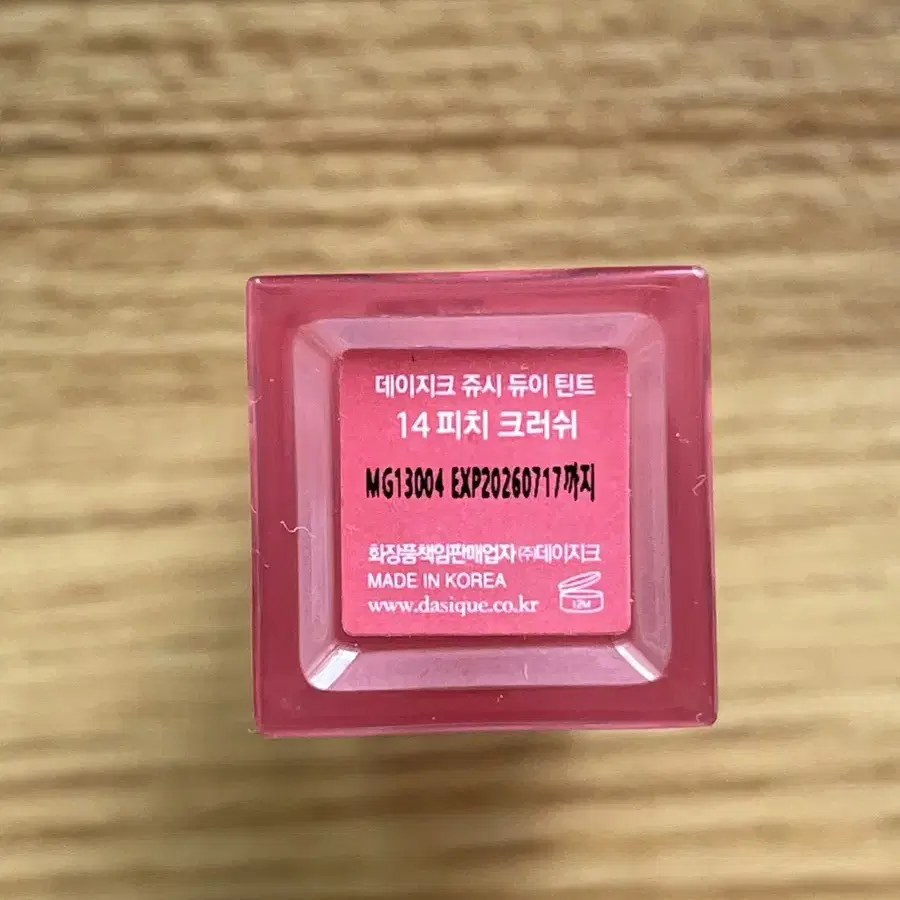 데이지크 쥬시 듀이 틴트
14 피치 크러쉬
MG13004 EXP20260717까지
화장품책임판매업자 ㈜데이지크
MADE IN KOREA
www.dasique.co.kr
12M